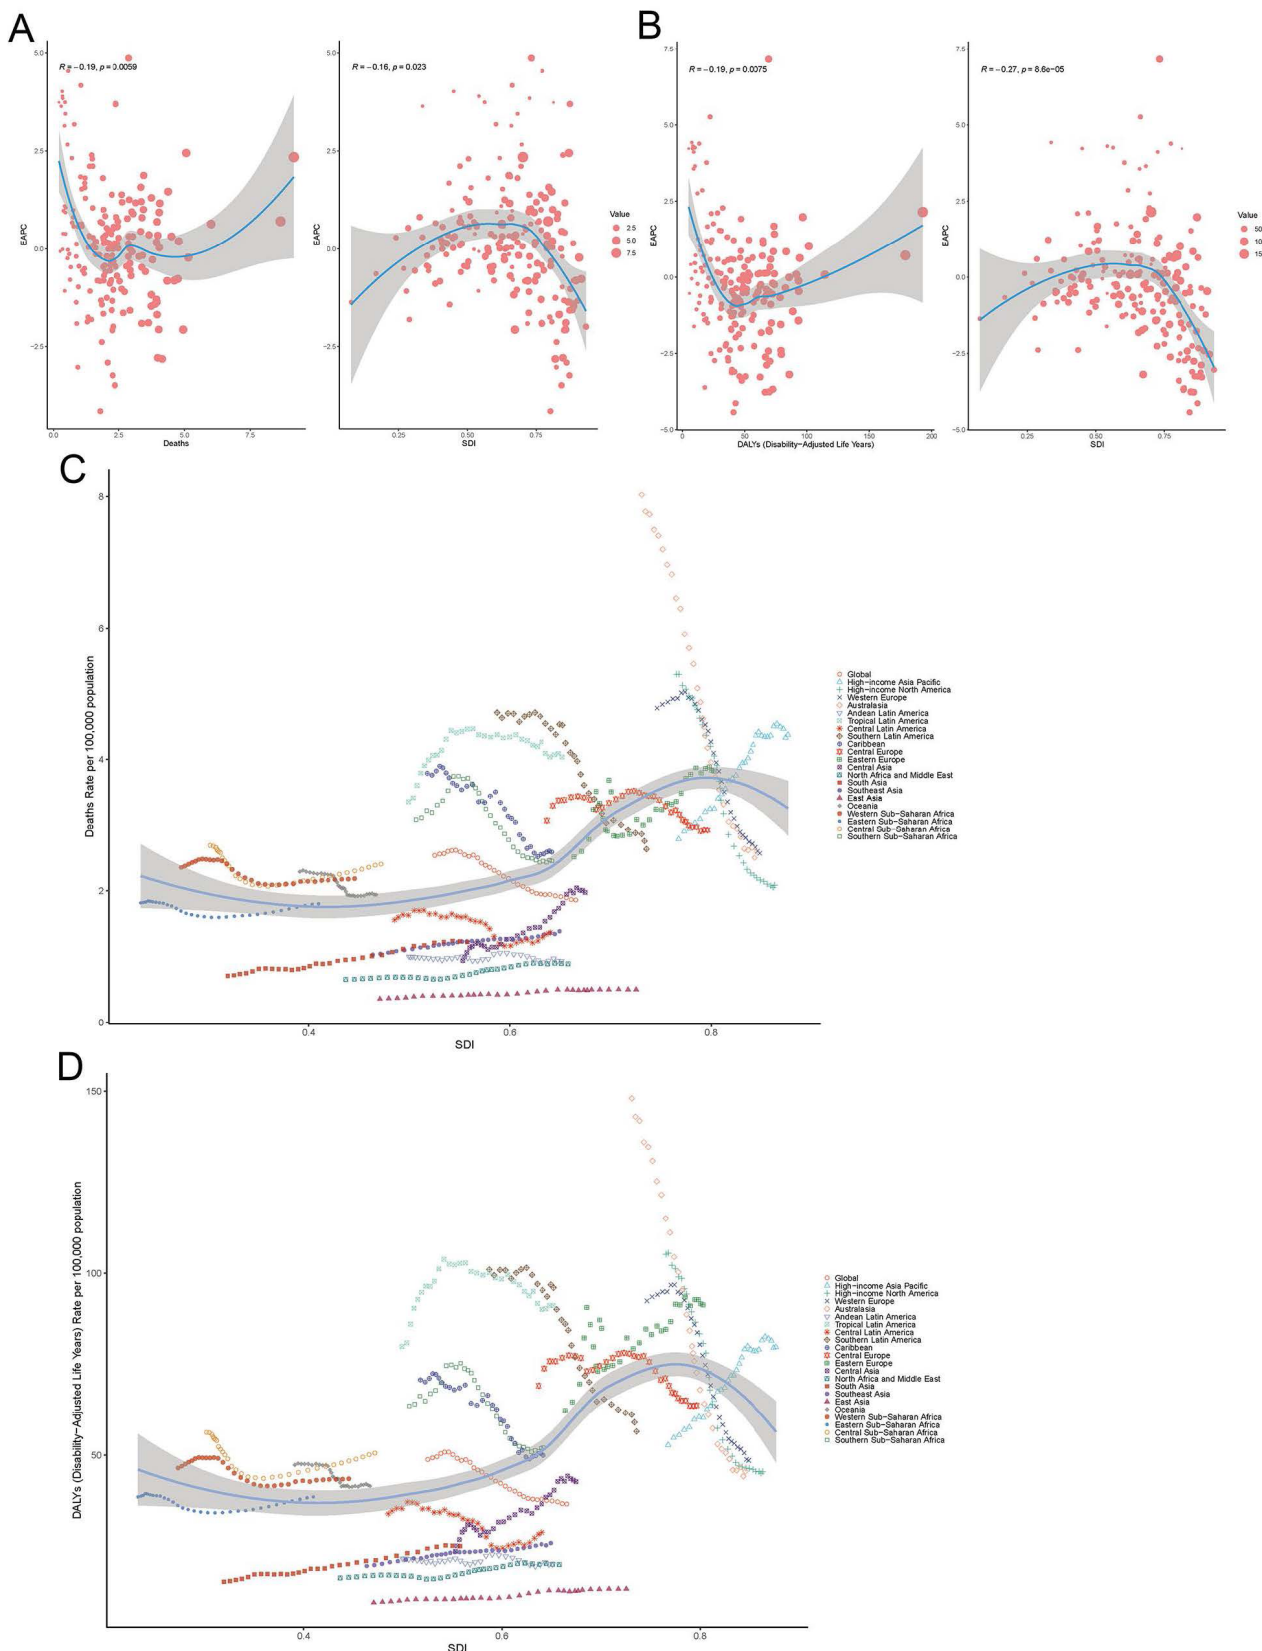 A
B
5.0
2.5
0.0
−2.5
EAPC
R = −0.19, p = 0.0059
0.0
2.5
5.0
7.5
Deaths
5.0
2.5
0.0
−2.5
EAPC
R = −0.16, p = 0.023
0.25
0.50
0.75
SDI
Value
2.5
5.0
7.5
7.5
5.0
2.5
0.0
−2.5
−5.0
EAPC
R = −0.19, p = 0.0075
0
50
100
150
200
DALYs (Disability−Adjusted Life Years)
7.5
5.0
2.5
0.0
−2.5
−5.0
EAPC
R = −0.27, p = 8.6e−05
0.25
0.50
0.75
SDI
Value
50
10
15
C
Deaths Rate per 100,000 population
8
6
4
2
0
0.4
0.6
0.8
SDI
Global
High−income Asia Pacific
High−income North America
Western Europe
Australasia
Andean Latin America
Tropical Latin America
Central Latin America
Southern Latin America
Caribbean
Central Europe
Eastern Europe
Central Asia
North Africa and Middle East
South Asia
Southeast Asia
East Asia
Oceania
Western Sub−Saharan Africa
Eastern Sub−Saharan Africa
Central Sub−Saharan Africa
Southern Sub−Saharan Africa
D
DALYs (Disability−Adjusted Life Years) Rate per 100,000 population
150
100
50
0.4
0.6
0.8
SDI
Global
High−income Asia Pacific
High−income North America
Western Europe
Australasia
Andean Latin America
Tropical Latin America
Central Latin America
Southern Latin America
Caribbean
Central Europe
Eastern Europe
Central Asia
North Africa and Middle East
South Asia
Southeast Asia
East Asia
Oceania
Western Sub−Saharan Africa
Eastern Sub−Saharan Africa
Central Sub−Saharan Africa
Southern Sub−Saharan Africa